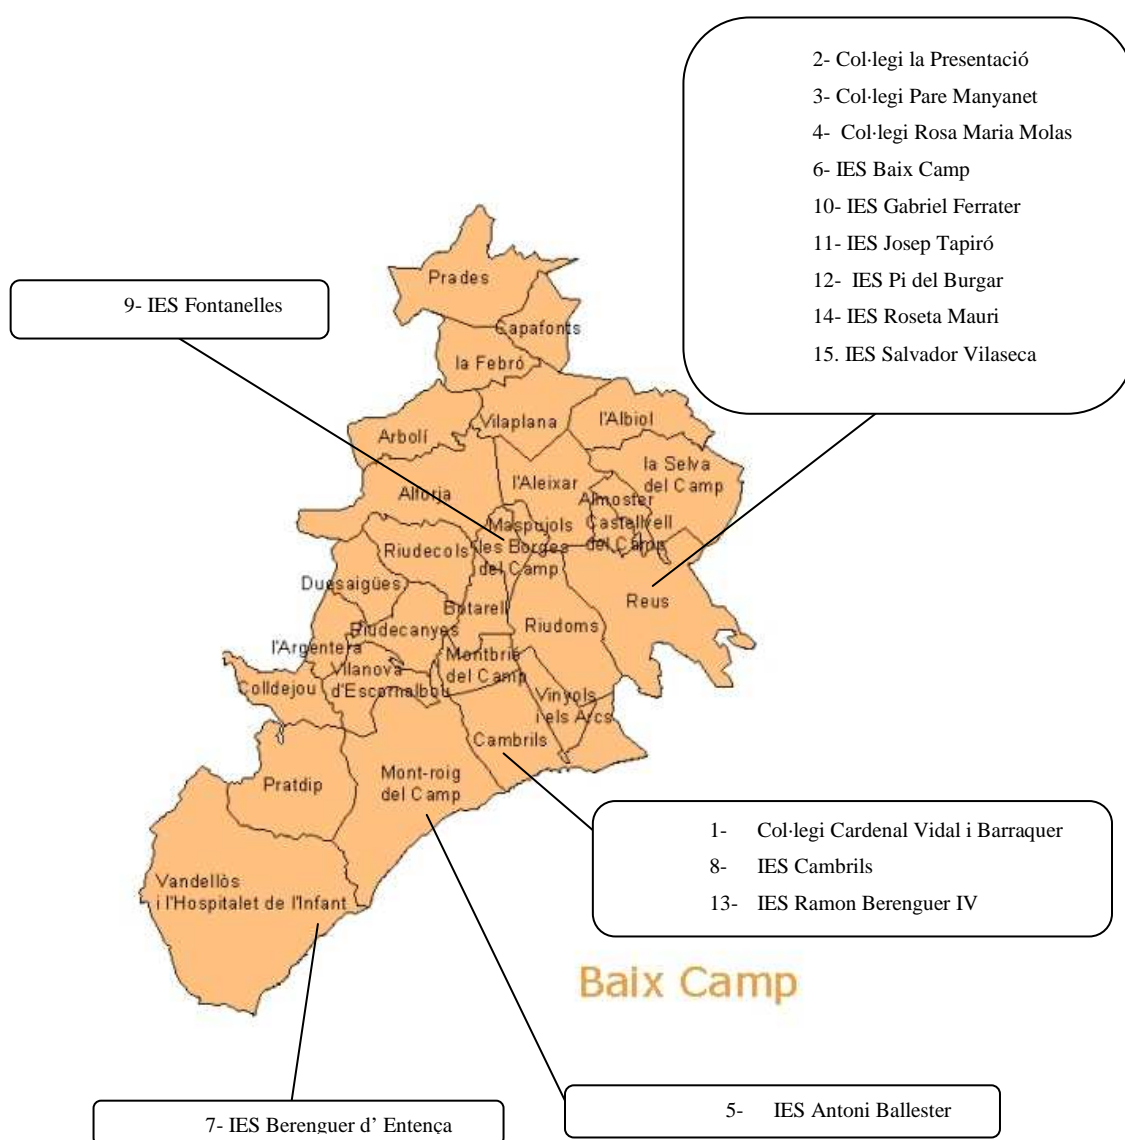 2- Col·legi la Presentació
3- Col·legi Pare Manyanet
4- Col·legi Rosa Maria Molas
6- IES Baix Camp
10- IES Gabriel Ferrater
11- IES Josep Tapiró
12- IES Pi del Burgar
14- IES Roseta Mauri
15. IES Salvador Vilaseca
9- IES Fontanelles
Prades
Capafonts
la Febró
Vilaplana
l'Albiol
Arbolí
la Selva
del Camp
l'Aleixar
Alforja
Almoster
Maspujols
Castellvell
del Camp
Riudecols
les Borges
del Camp
Duesaigües
Reus
Botarell
Riudoms
Riudecanyes
l'Argentera
Montbrió
del Camp
Vilanova
d'Escornalbou
Colldejou
Vinyols
i els Arcs
Cambrils
Mont-roig
del Camp
Pratdip
1- Col·legi Cardenal Vidal i Barraquer
8- IES Cambrils
13- IES Ramon Berenguer IV
Vandellòs
i l'Hospitalet de l'Infant
Baix Camp
5- IES Antoni Ballester
7- IES Berenguer d' Entença